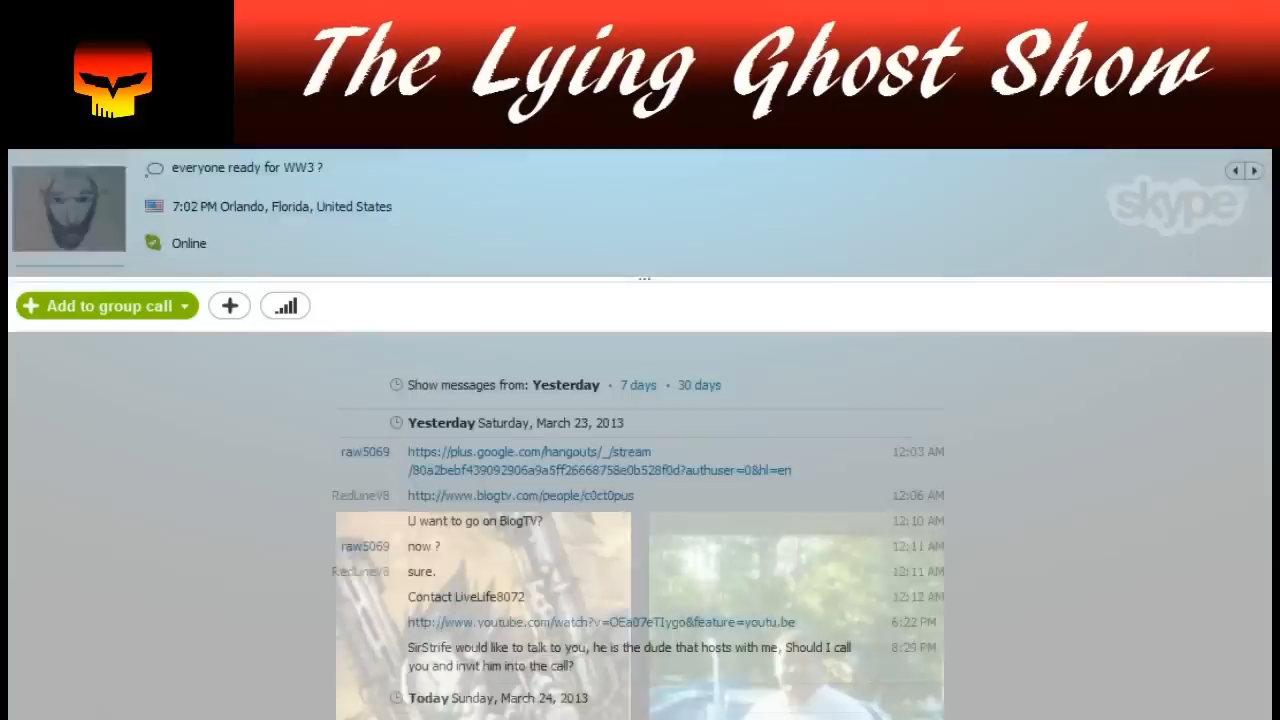 The Lying Ghost Show
everyone ready for WW3 ?
7:02 PM Orlando, Florida, United States
skype
Online
Add to group call
Show messages from: Yesterday • 7 days • 30 days
Yesterday Saturday, March 23, 2013
raw5069 https://plus.google.com/hangouts/_/stream 12:03 AM
/80a2bebf439092906a9a5ff26668758e0b528f0d?authuser=0&hl=en
RedLineV8 http://www.blogtv.com/people/c0ct0pus 12:06 AM
U want to go on BlogTV? 12:10 AM
raw5069 now ? 12:11 AM
RedLineV8 sure. 12:11 AM
Contact LiveLife8072 12:12 AM
http://www.youtube.com/watch?v=OEa07eTIygo&feature=youtu.be 6:22 PM
SirStrife would like to talk to you, he is the dude that hosts with me, Should I call 8:29 PM
you and invit him into the call?
Today Sunday, March 24, 2013